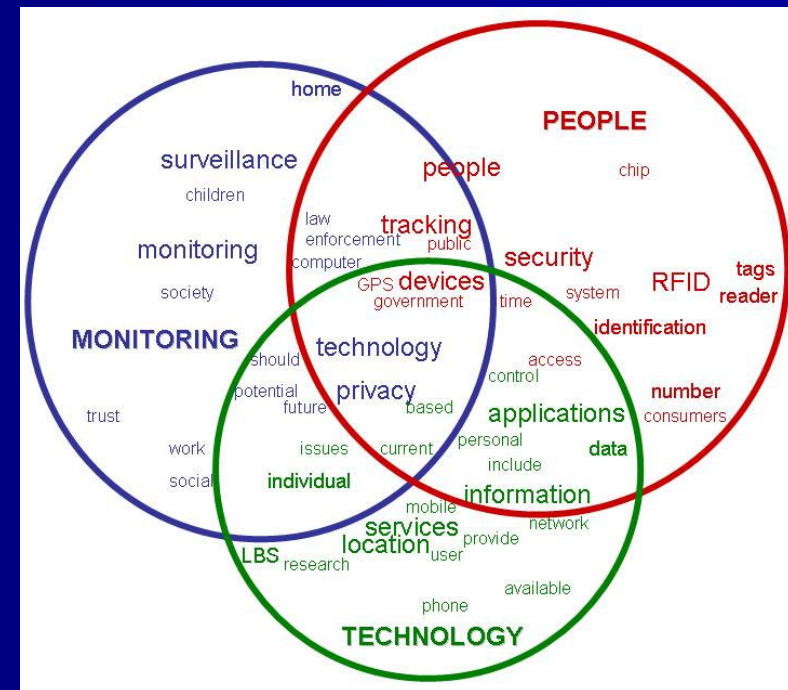 home
PEOPLE
surveillance
people
chip
children
law
tracking
enforcement
public
monitoring
computer
security
tags
GPS
devices
RFID
society
government
time
system
reader
MONITORING
technology
identification
should
access
potential
privacy
control
number
trust
future
based
applications
consumers
work
issues
current
personal
data
social
individual
include
information
mobile
services
network
LBS
location
user
provide
research
available
phone
TECHNOLOGY